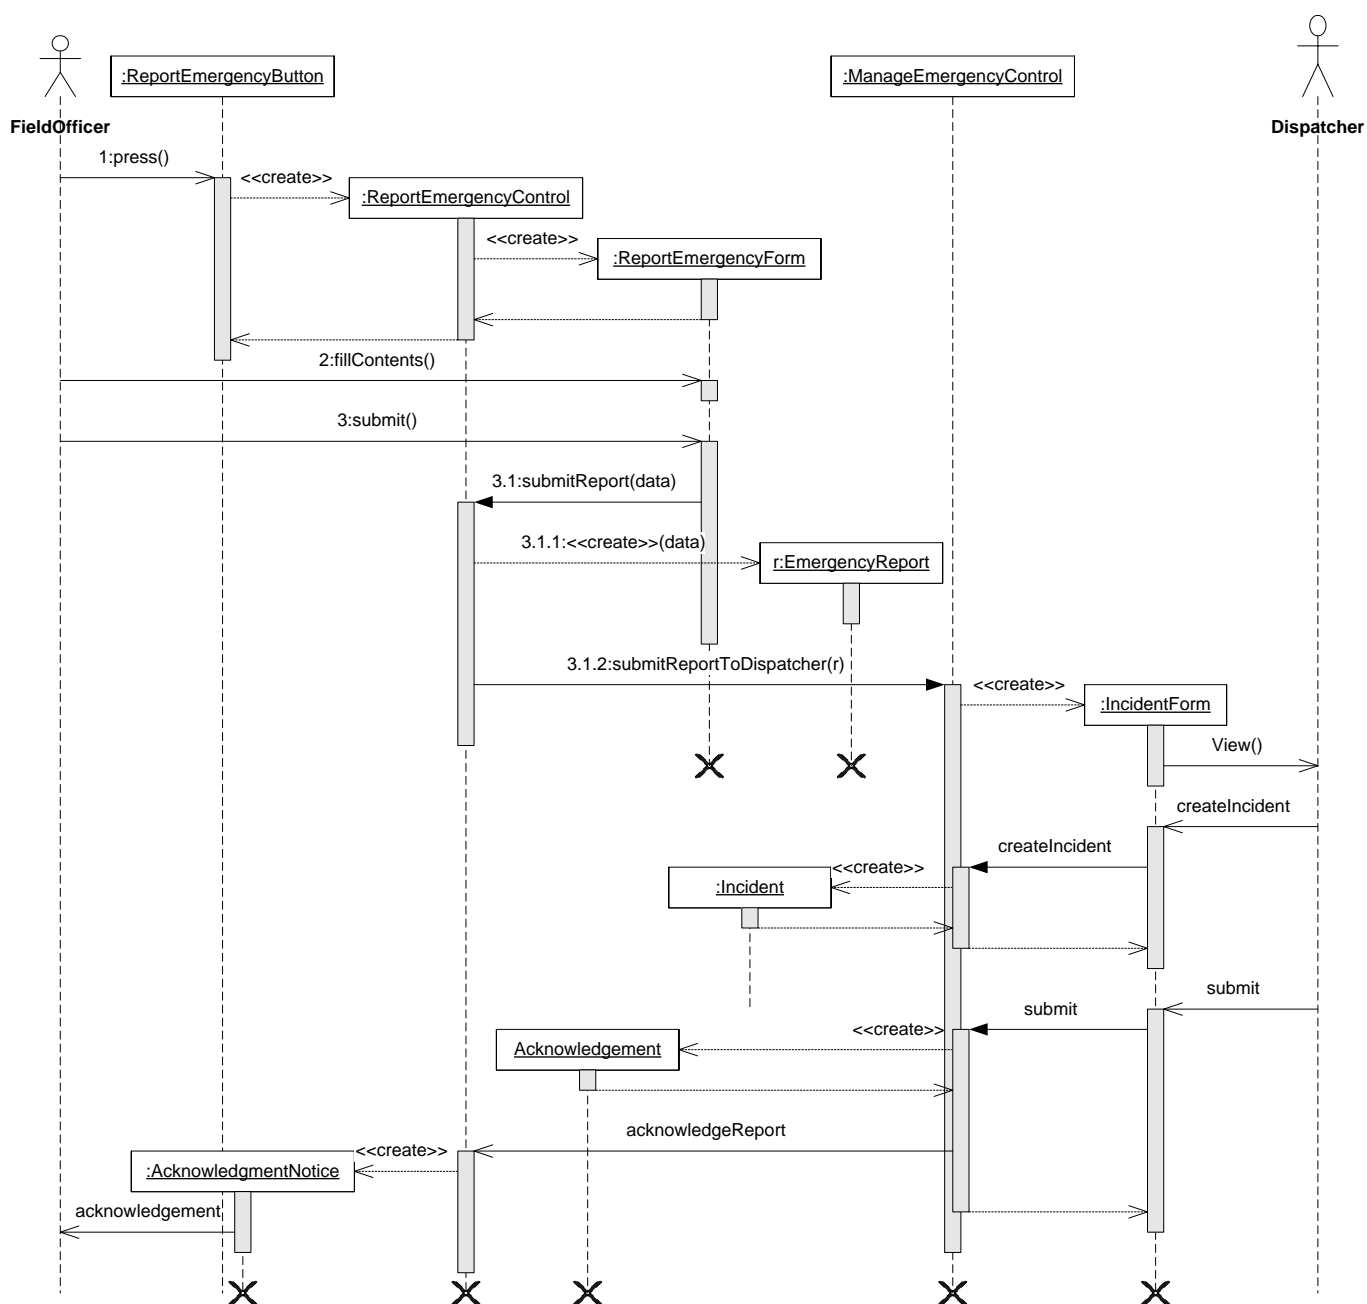 :ReportEmergencyButton
:ManageEmergencyControl
FieldOfficer
Dispatcher
1:press()
<<create>>
:ReportEmergencyControl
<<create>>
:ReportEmergencyForm
2:fillContents()
3:submit()
3.1:submitReport(data)
3.1.1:<<create>>(data)
r:EmergencyReport
3.1.2:submitReportToDispatcher(r)
<<create>>
:IncidentForm
View()
createIncident
createIncident
<<create>>
:Incident
submit
submit
<<create>>
Acknowledgement
acknowledgeReport
<<create>>
:AcknowledgmentNotice
acknowledgement